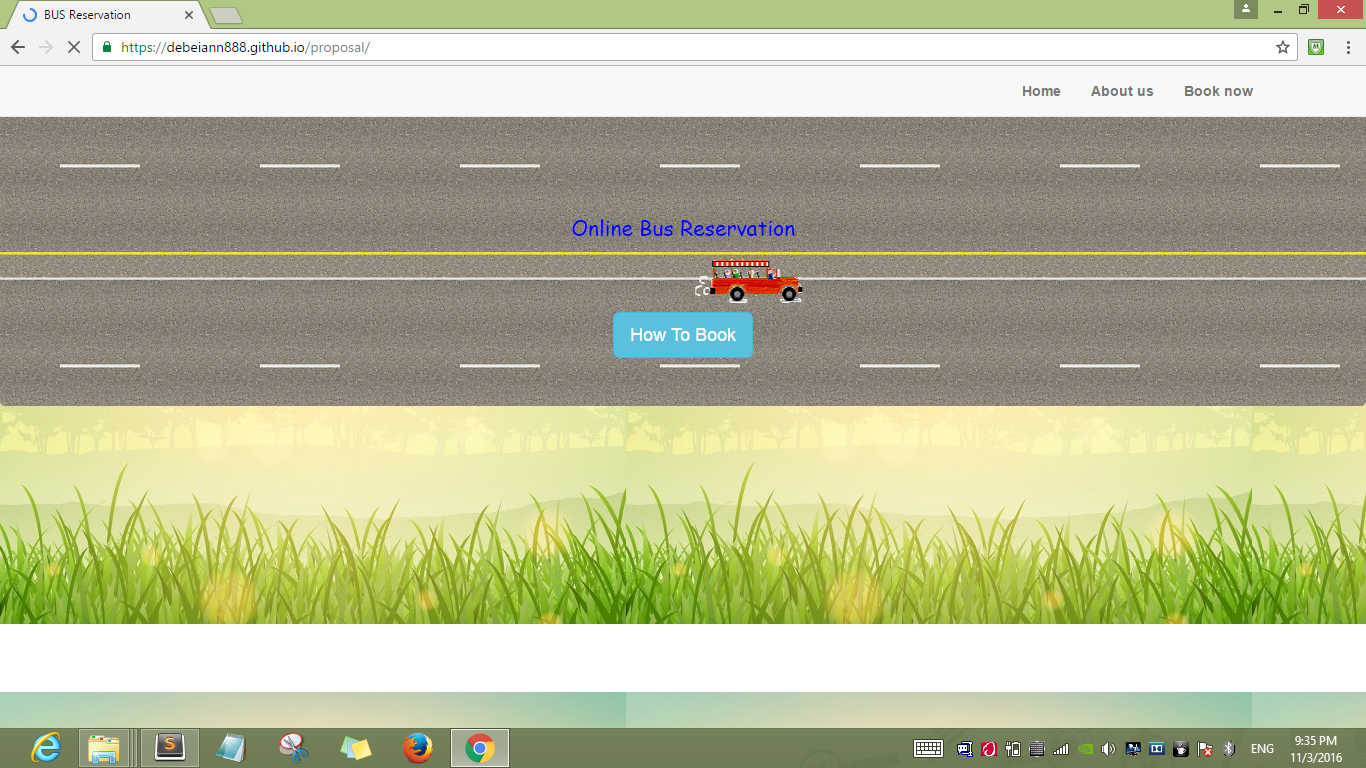 BUS Reservation
https://debeiann888.github.io/proposal/
Home About us Book now
Online Bus Reservation
How To Book
ENG
9:35 PM
11/3/2016